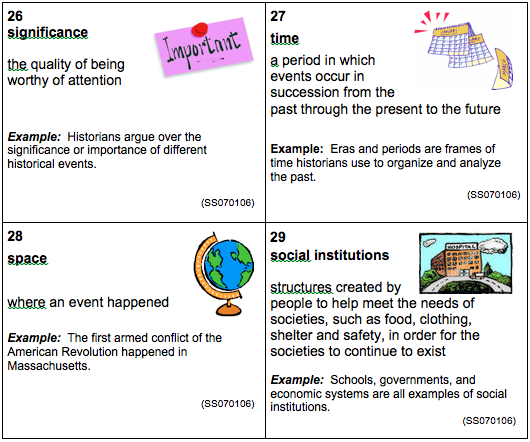 26
significance
Important
the quality of being
worthy of attention
Example: Historians argue over the
significance or importance of different
historical events.
(SS070106)
27
time
a period in which
events occur in
succession from the
past through the present to the future
Example: Eras and periods are frames of
time historians use to organize and analyze
the past.
(SS070106)
28
space
where an event happened
Example: The first armed conflict of the
American Revolution happened in
Massachusetts.
(SS070106)
29
social institutions
HOSPITAL
structures created by
people to help meet the needs of
societies, such as food, clothing,
shelter and safety, in order for the
societies to continue to exist
Example: Schools, governments, and
economic systems are all examples of social
institutions.
(SS070106)